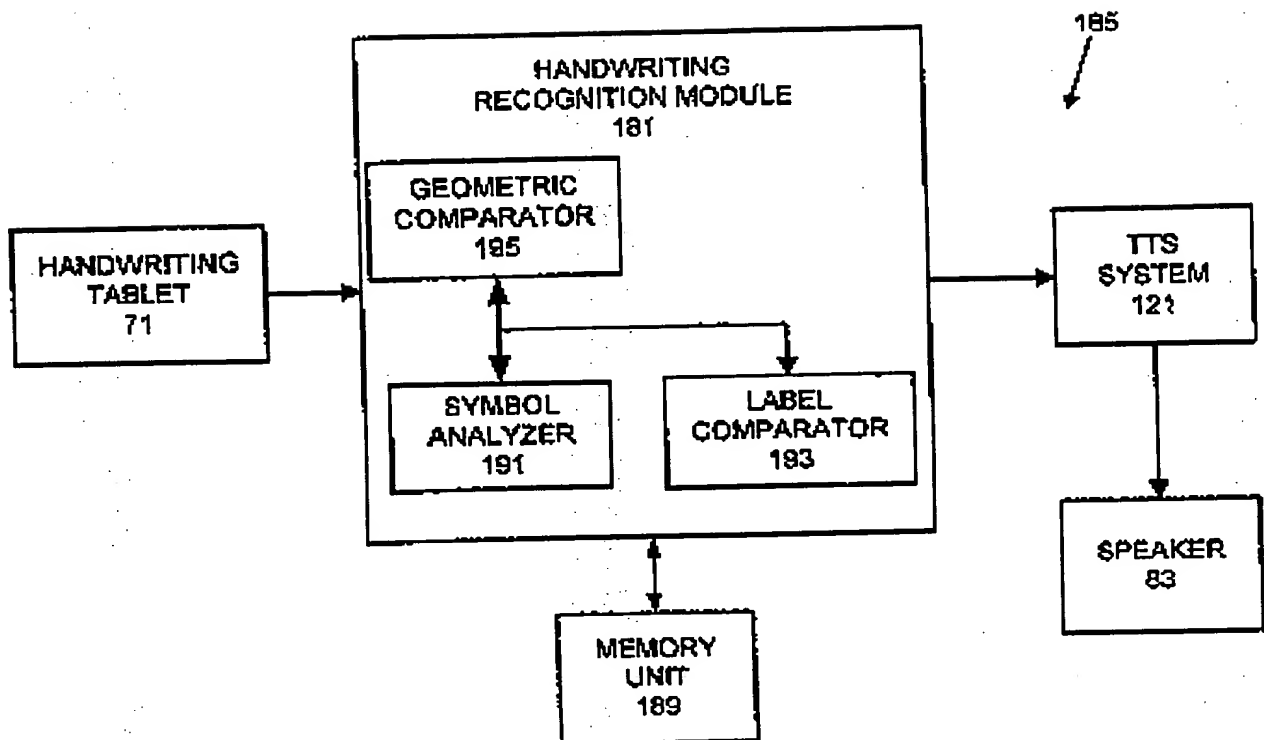 185
HANDWRITING
RECOGNITION MODULE
181
GEOMETRIC
COMPARATOR
195
HANDWRITING
TABLET
71
TTS
SYSTEM
121
SYMBOL
ANALYZER
191
LABEL
COMPARATOR
193
SPEAKER
83
MEMORY
UNIT
189